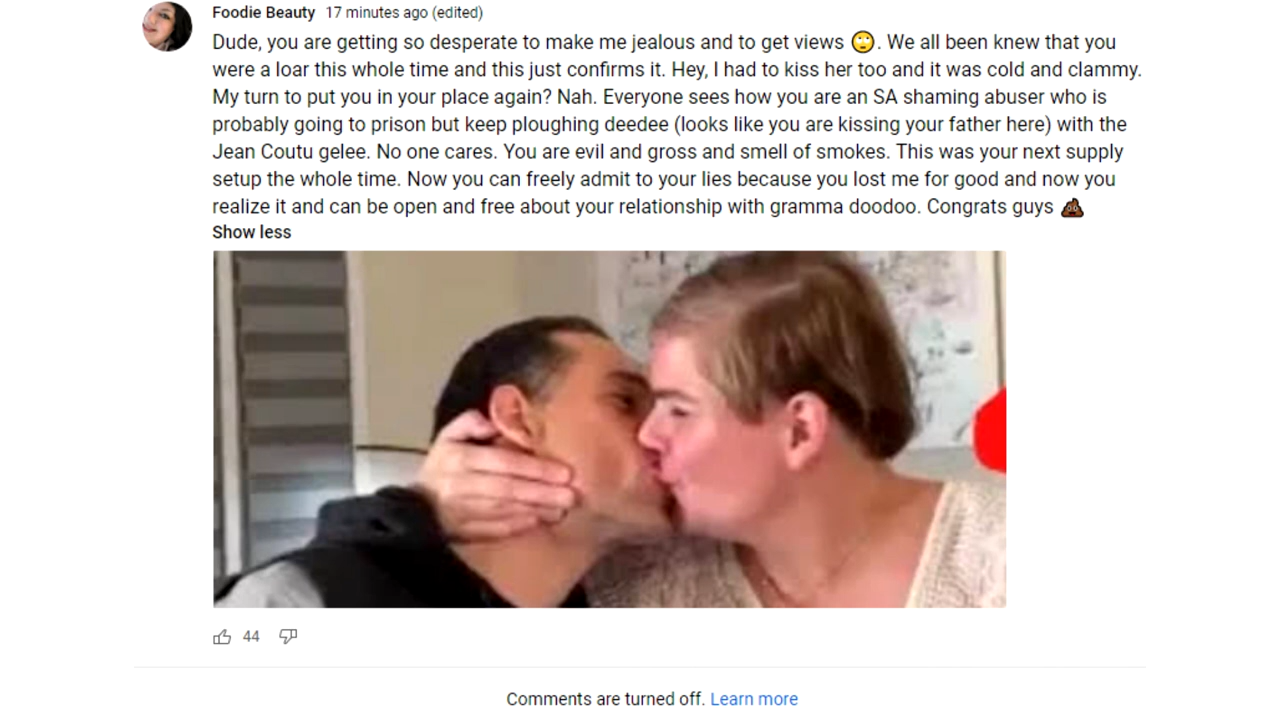 Foodie Beauty 17 minutes ago (edited)
Dude, you are getting so desperate to make me jealous and to get views 🙄. We all been knew that you
were a loar this whole time and this just confirms it. Hey, I had to kiss her too and it was cold and clammy.
My turn to put you in your place again? Nah. Everyone sees how you are an SA shaming abuser who is
probably going to prison but keep ploughing deedee (looks like you are kissing your father here) with the
Jean Coutu gelee. No one cares. You are evil and gross and smell of smokes. This was your next supply
setup the whole time. Now you can freely admit to your lies because you lost me for good and now you
realize it and can be open and free about your relationship with gramma doodoo. Congrats guys 💩
Show less
44
Comments are turned off. Learn more